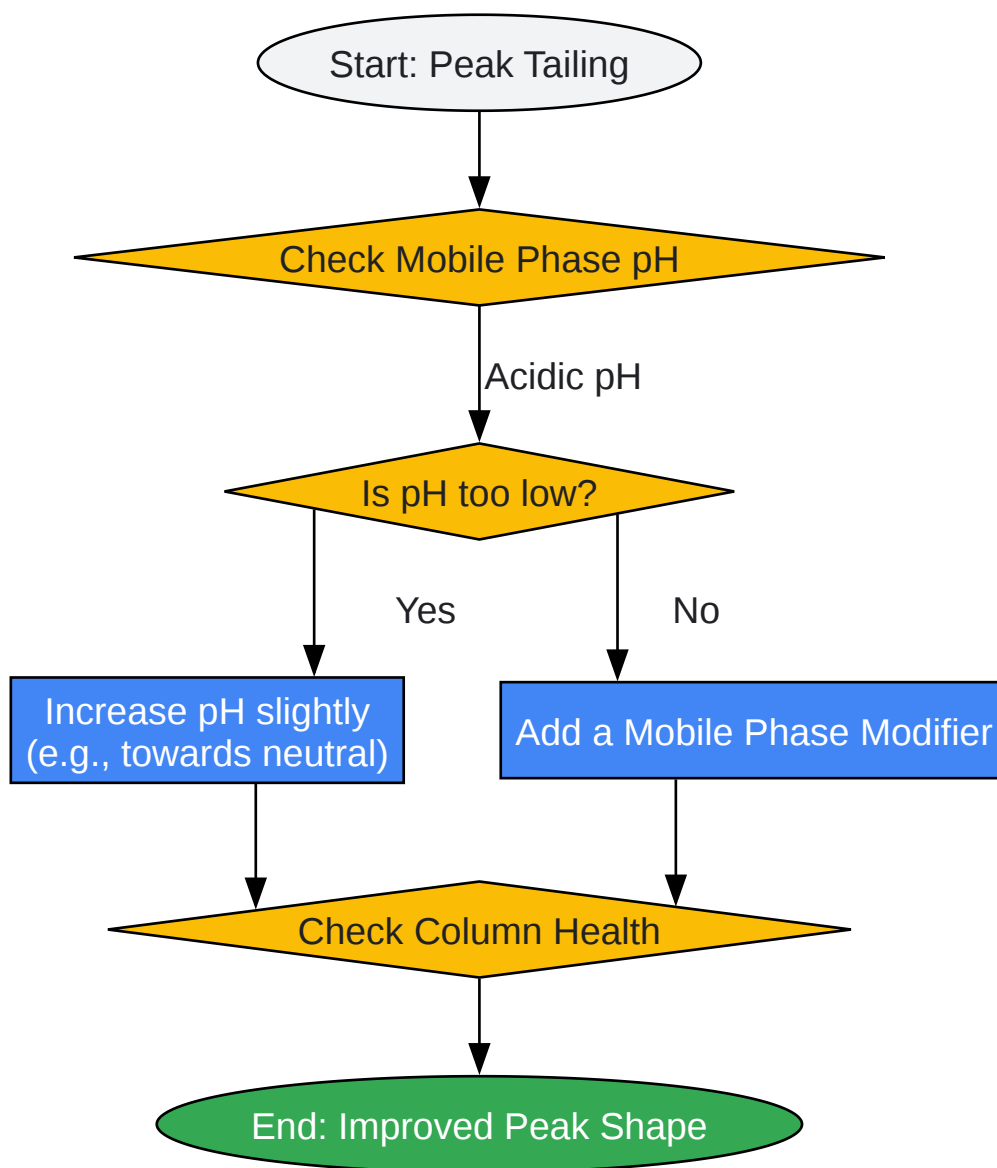 Start: Peak Tailing
Check Mobile Phase pH
Acidic pH
Is pH too low?
Yes
No
Increase pH slightly
(e.g., towards neutral)
Add a Mobile Phase Modifier
Check Column Health
End: Improved Peak Shape